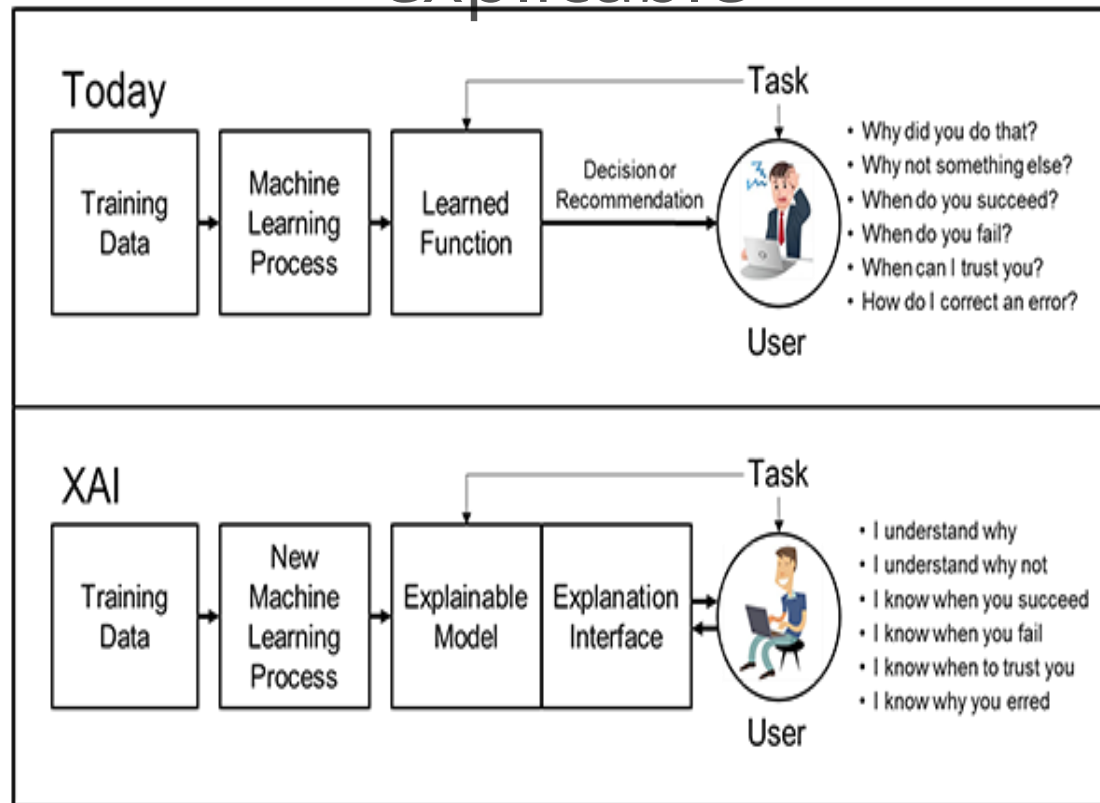 Today
Training
Data
Machine
Learning
Process
Learned
Function
Decision or
Recommendation
Task
User
• Why did you do that?
• Why not something else?
• When do you succeed?
• When do you fail?
• When can I trust you?
• How do I correct an error?
XAI
Training
Data
New
Machine
Learning
Process
Explainable
Model
Explanation
Interface
Task
User
• I understand why
• I understand why not
• I know when you succeed
• I know when you fail
• I know when to trust you
• I know why you erred